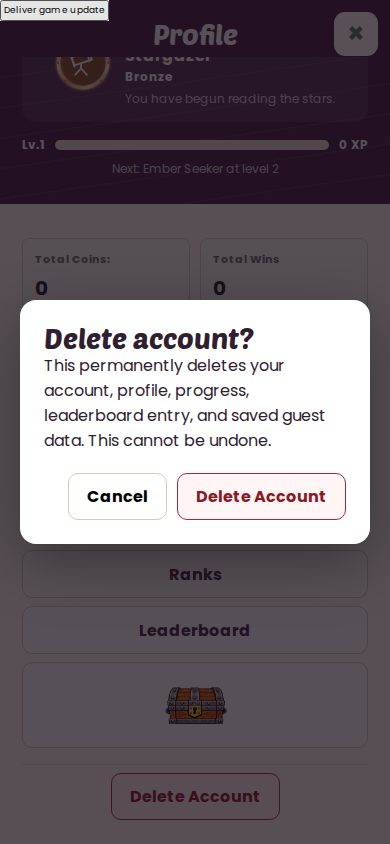 Deliver game update
Profile
✖
Stargazer
Bronze
You have begun reading the stars.
Lv.1
0 XP
Next: Ember Seeker at level 2
Total Coins:
Total Wins
0
0
Delete account?
This permanently deletes your
account, profile, progress,
leaderboard entry, and saved guest
data. This cannot be undone.
Cancel
Delete Account
Ranks
Leaderboard
Delete Account